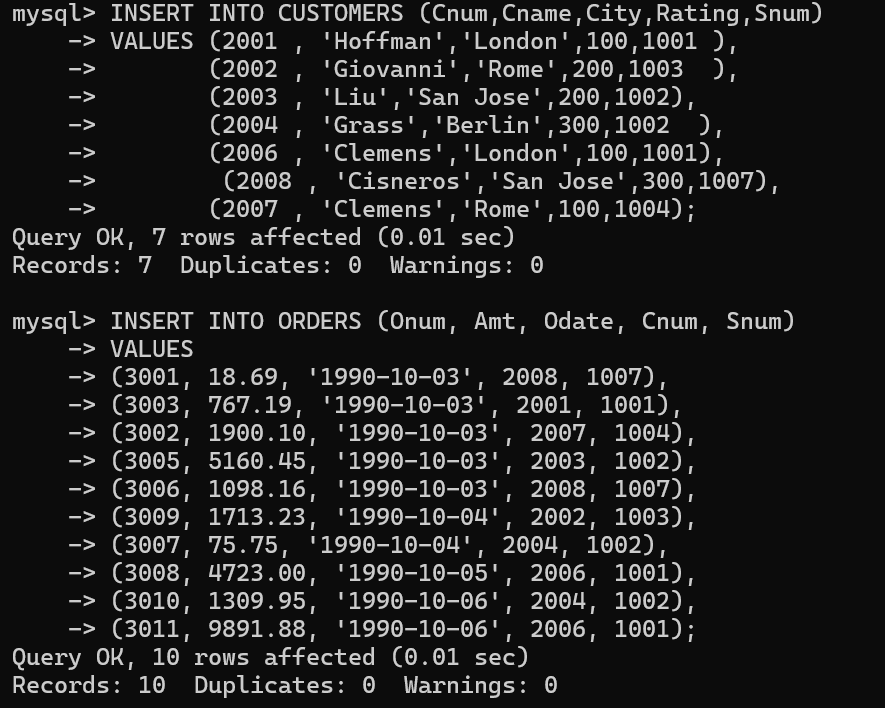 mysql> INSERT INTO CUSTOMERS (Cnum,Cname,City,Rating,Snum)
    -> VALUES (2001 , 'Hoffman','London',100,1001 ),
    ->        (2002 , 'Giovanni','Rome',200,1003  ),
    ->        (2003 , 'Liu','San Jose',200,1002),
    ->        (2004 , 'Grass','Berlin',300,1002  ),
    ->        (2006 , 'Clemens','London',100,1001),
    ->         (2008 , 'Cisneros','San Jose',300,1007),
    ->        (2007 , 'Clemens','Rome',100,1004);
Query OK, 7 rows affected (0.01 sec)
Records: 7  Duplicates: 0  Warnings: 0

mysql> INSERT INTO ORDERS (Onum, Amt, Odate, Cnum, Snum)
    -> VALUES
    -> (3001, 18.69, '1990-10-03', 2008, 1007),
    -> (3003, 767.19, '1990-10-03', 2001, 1001),
    -> (3002, 1900.10, '1990-10-03', 2007, 1004),
    -> (3005, 5160.45, '1990-10-03', 2003, 1002),
    -> (3006, 1098.16, '1990-10-03', 2008, 1007),
    -> (3009, 1713.23, '1990-10-04', 2002, 1003),
    -> (3007, 75.75, '1990-10-04', 2004, 1002),
    -> (3008, 4723.00, '1990-10-05', 2006, 1001),
    -> (3010, 1309.95, '1990-10-06', 2004, 1002),
    -> (3011, 9891.88, '1990-10-06', 2006, 1001);
Query OK, 10 rows affected (0.01 sec)
Records: 10  Duplicates: 0  Warnings: 0